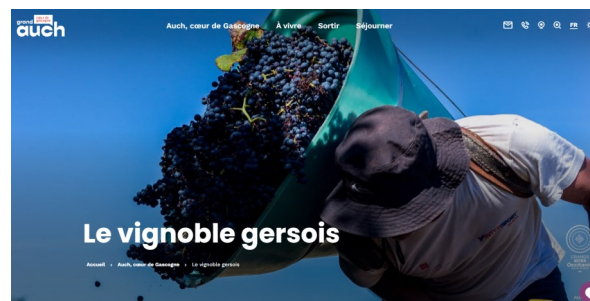 grand
auch
Auch, cœur de Gascogne À vivre Sortir Séjourner
FR
Le vignoble gersois
Accueil › Auch, cœur de Gascogne › Le vignoble gersois